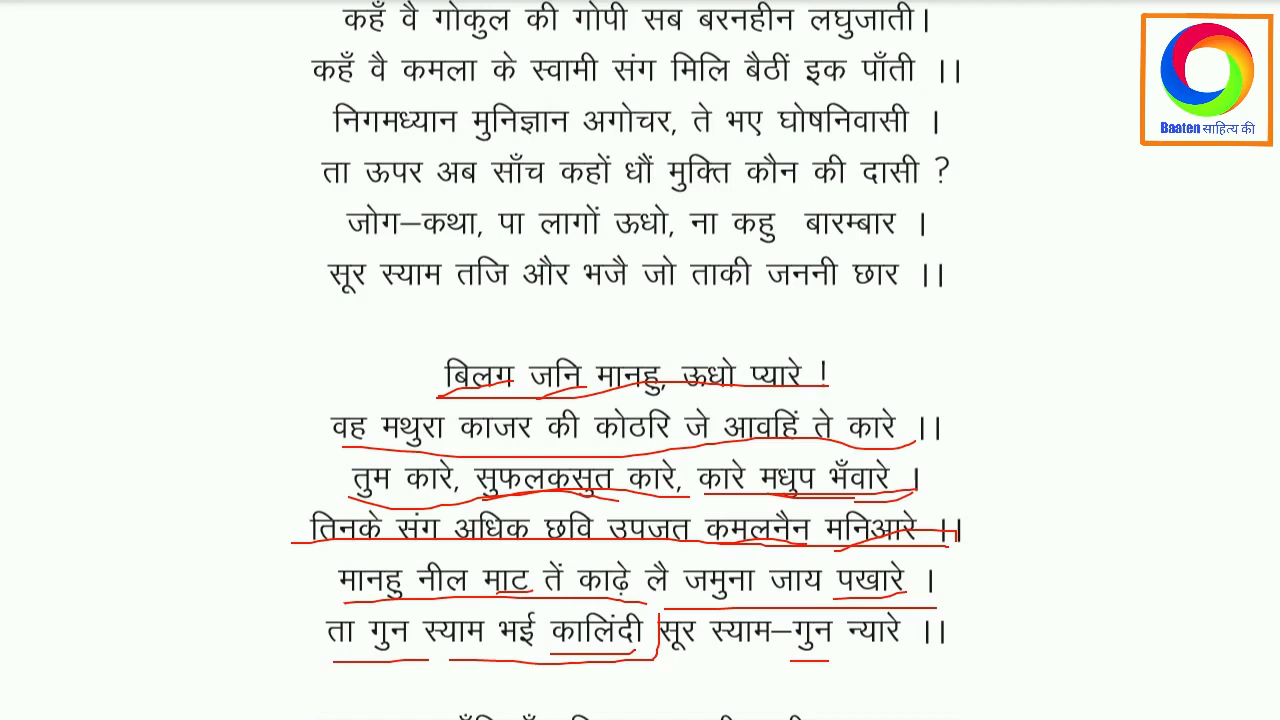 कहँ वै गोकुल की गोपी सब बरनहीन लघुजाती।
कहँ वै कमला के स्वामी संग मिलि बैठीं इक पाँती ।।
निगमध्यान मुनिज्ञान अगोचर, ते भए घोषनिवासी ।
ता ऊपर अब साँच कहों धौं मुक्ति कौन की दासी ?
जोग–कथा, पा लागों ऊधो, ना कहु बारम्बार ।
सूर स्याम तजि और भजै जो ताकी जननी छार ।।
Baaten साहित्य की
बिलग जनि मानहु, ऊधो प्यारे !
वह मथुरा काजर की कोठरि जे आवहिं ते कारे ।।
तुम कारे, सुफलकसुत कारे, कारे मधुप भँवारे ।
तिनके संग अधिक छवि उपजत कमलनैन मनिआरे ।।
मानहु नील माट तें काढ़े लै जमुना जाय पखारे ।
ता गुन स्याम भई कालिंदी सूर स्याम–गुन न्यारे ।।